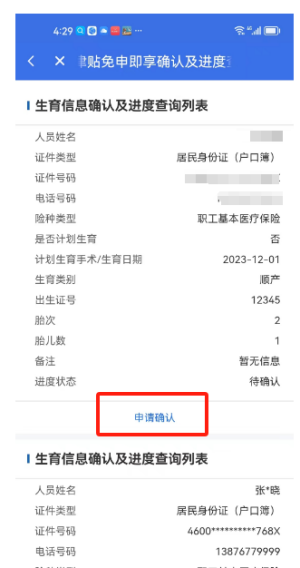 4:29
贴免申即享确认及进度
生育信息确认及进度查询列表
人员姓名
证件类型 居民身份证（户口簿）
证件号码
电话号码
险种类型 职工基本医疗保险
是否计划生育 否
计划生育手术/生育日期 2023-12-01
生育类别 顺产
出生证号 12345
胎次 2
胎儿数 1
备注 暂无信息
进度状态 待确认
申请确认
生育信息确认及进度查询列表
人员姓名 张*晓
证件类型 居民身份证（户口簿）
证件号码 4600**********768X
电话号码 13876779999